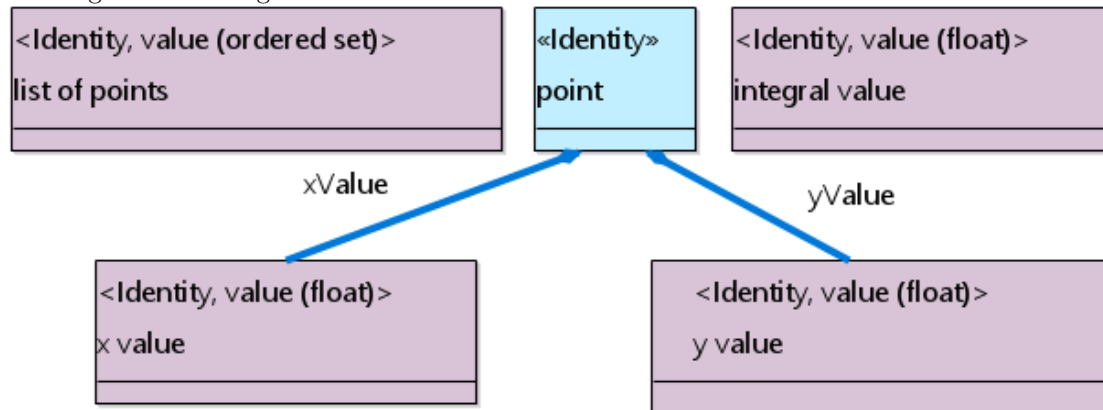 <Identity, value (ordered set)>
list of points
«Identity»
point
<Identity, value (float)>
integral value
xValue
yValue
<Identity, value (float)>
x value
<Identity, value (float)>
y value